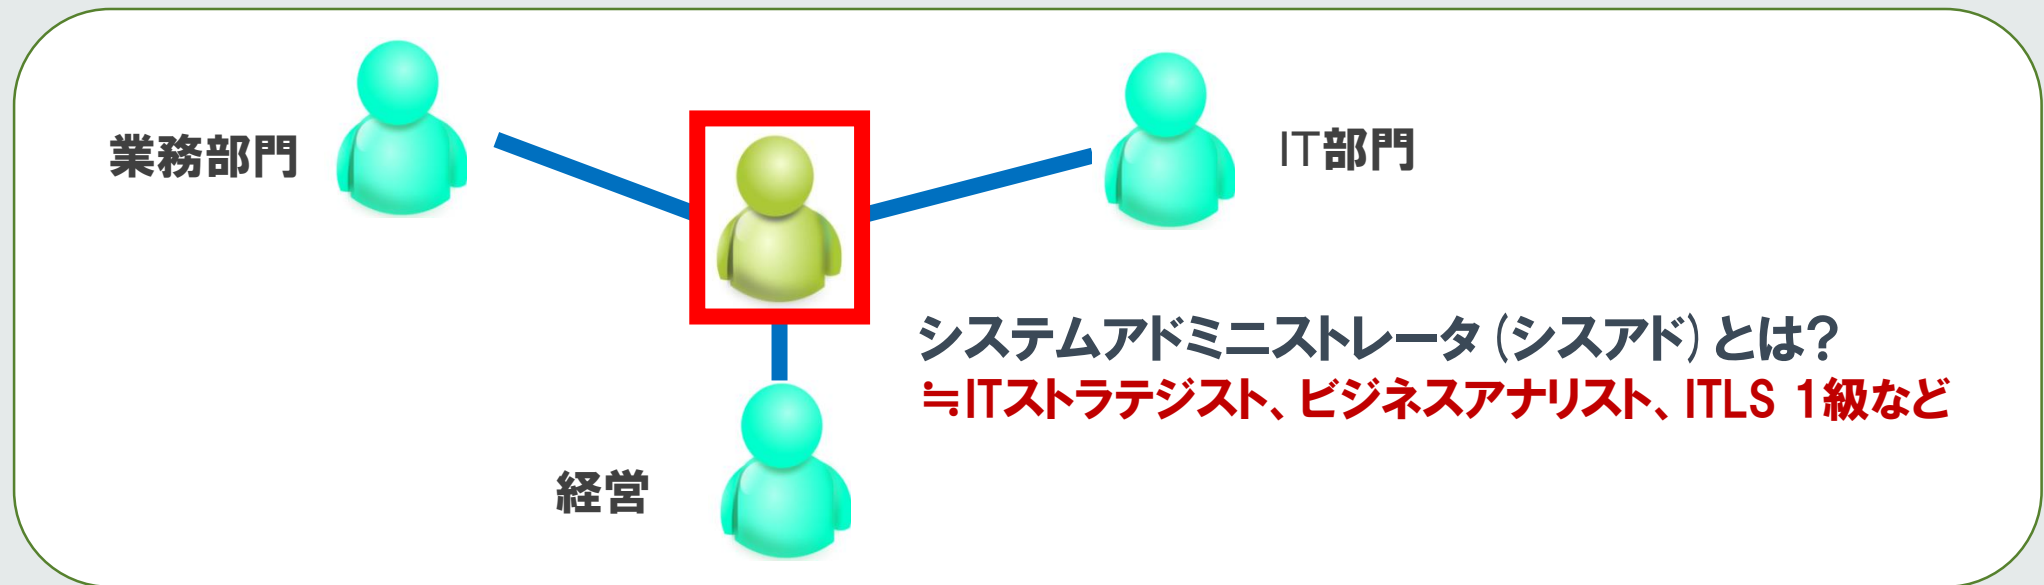 業務部門
IT部門
システムアドミニストレータ(シスアド)とは?
≒ITストラテジスト、ビジネスアナリスト、ITLS 1級など
経営